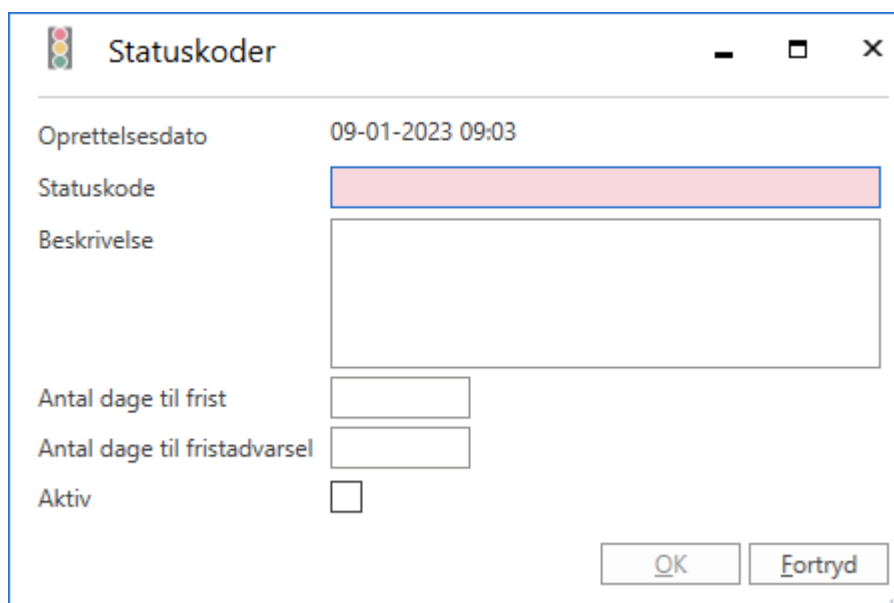 Statuskoder
Oprettelsesdato 09-01-2023 09:03
Statuskode
Beskrivelse
Antal dage til frist
Antal dage til fristadvarsel
Aktiv
OK Fortryd